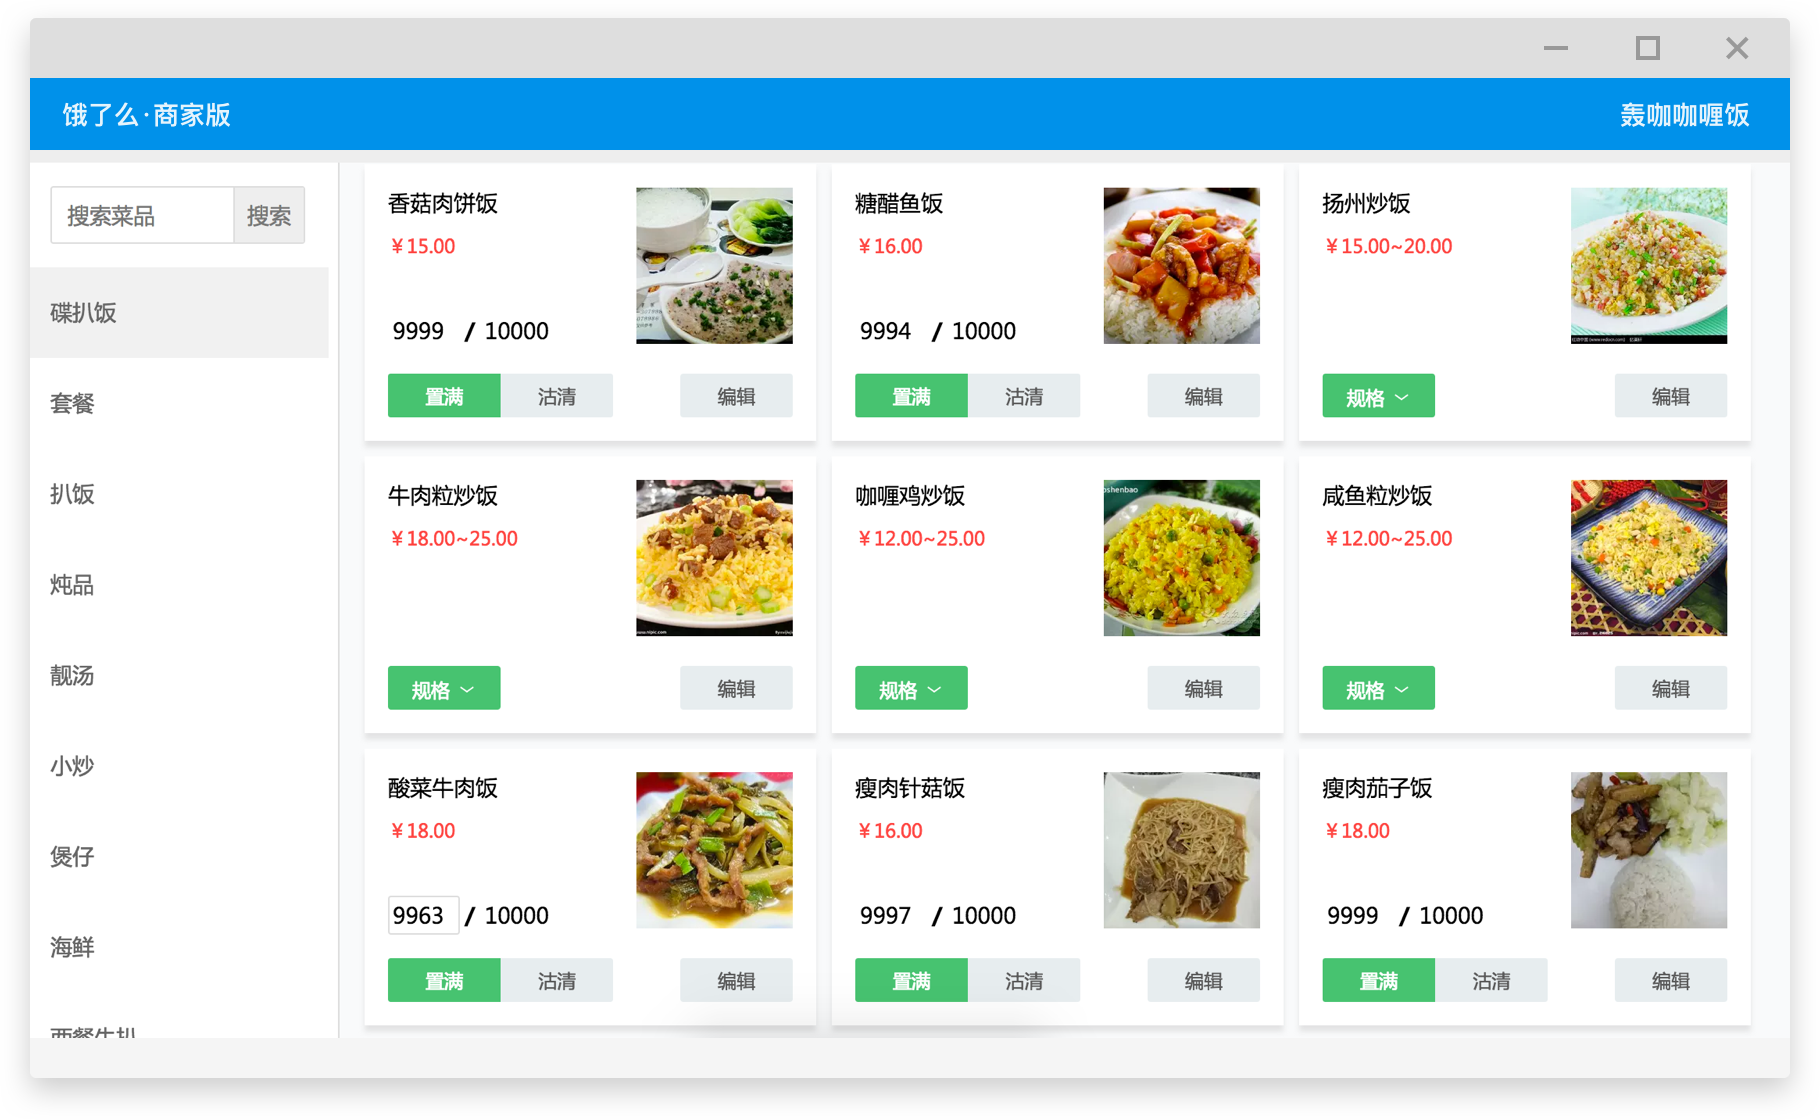 饿了么·商家版
轰咖咖喱饭
搜索菜品 搜索
碟扒饭
套餐
扒饭
炖品
靓汤
小炒
煲仔
海鲜
西餐牛扒
香菇肉饼饭
¥15.00
9999 / 10000
置满 沽清 编辑
糖醋鱼饭
¥16.00
9994 / 10000
置满 沽清 编辑
扬州炒饭
¥15.00~20.00
规格 编辑
牛肉粒炒饭
¥18.00~25.00
www.nipic.com
规格 编辑
咖喱鸡炒饭
¥12.00~25.00
oshenbao
规格 编辑
咸鱼粒炒饭
¥12.00~25.00
规格 编辑
酸菜牛肉饭
¥18.00
9963 / 10000
置满 沽清 编辑
瘦肉针菇饭
¥16.00
9997 / 10000
置满 沽清 编辑
瘦肉茄子饭
¥18.00
9999 / 10000
置满 沽清 编辑